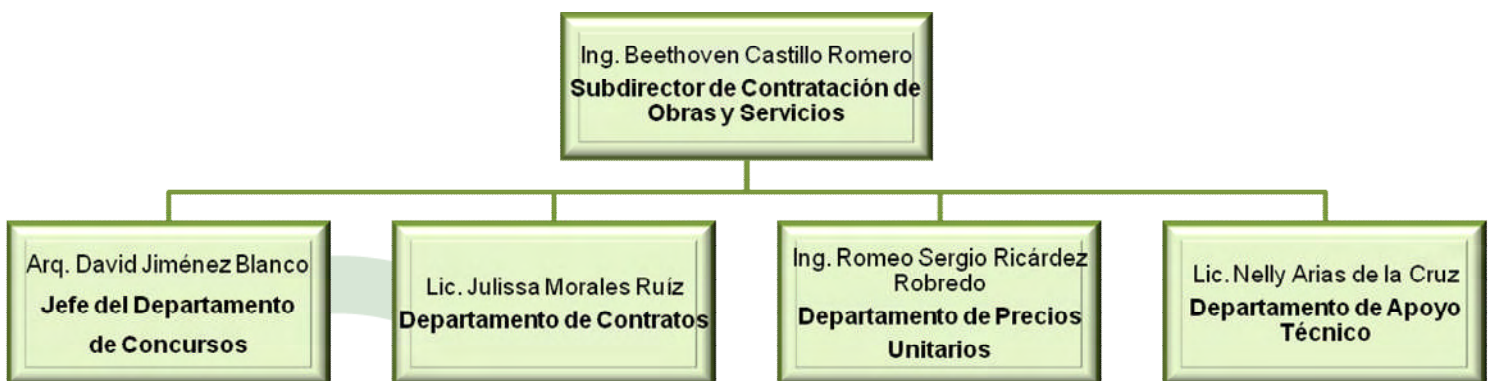 Ing. Beethoven Castillo Romero
Subdirector de Contratación de
Obras y Servicios
Arq. David Jiménez Blanco
Jefe del Departamento
de Concursos
Lic. Julissa Morales Ruíz
Departamento de Contratos
Ing. Romeo Sergio Ricárdez
Robredo
Departamento de Precios
Unitarios
Lic. Nelly Arias de la Cruz
Departamento de Apoyo
Técnico